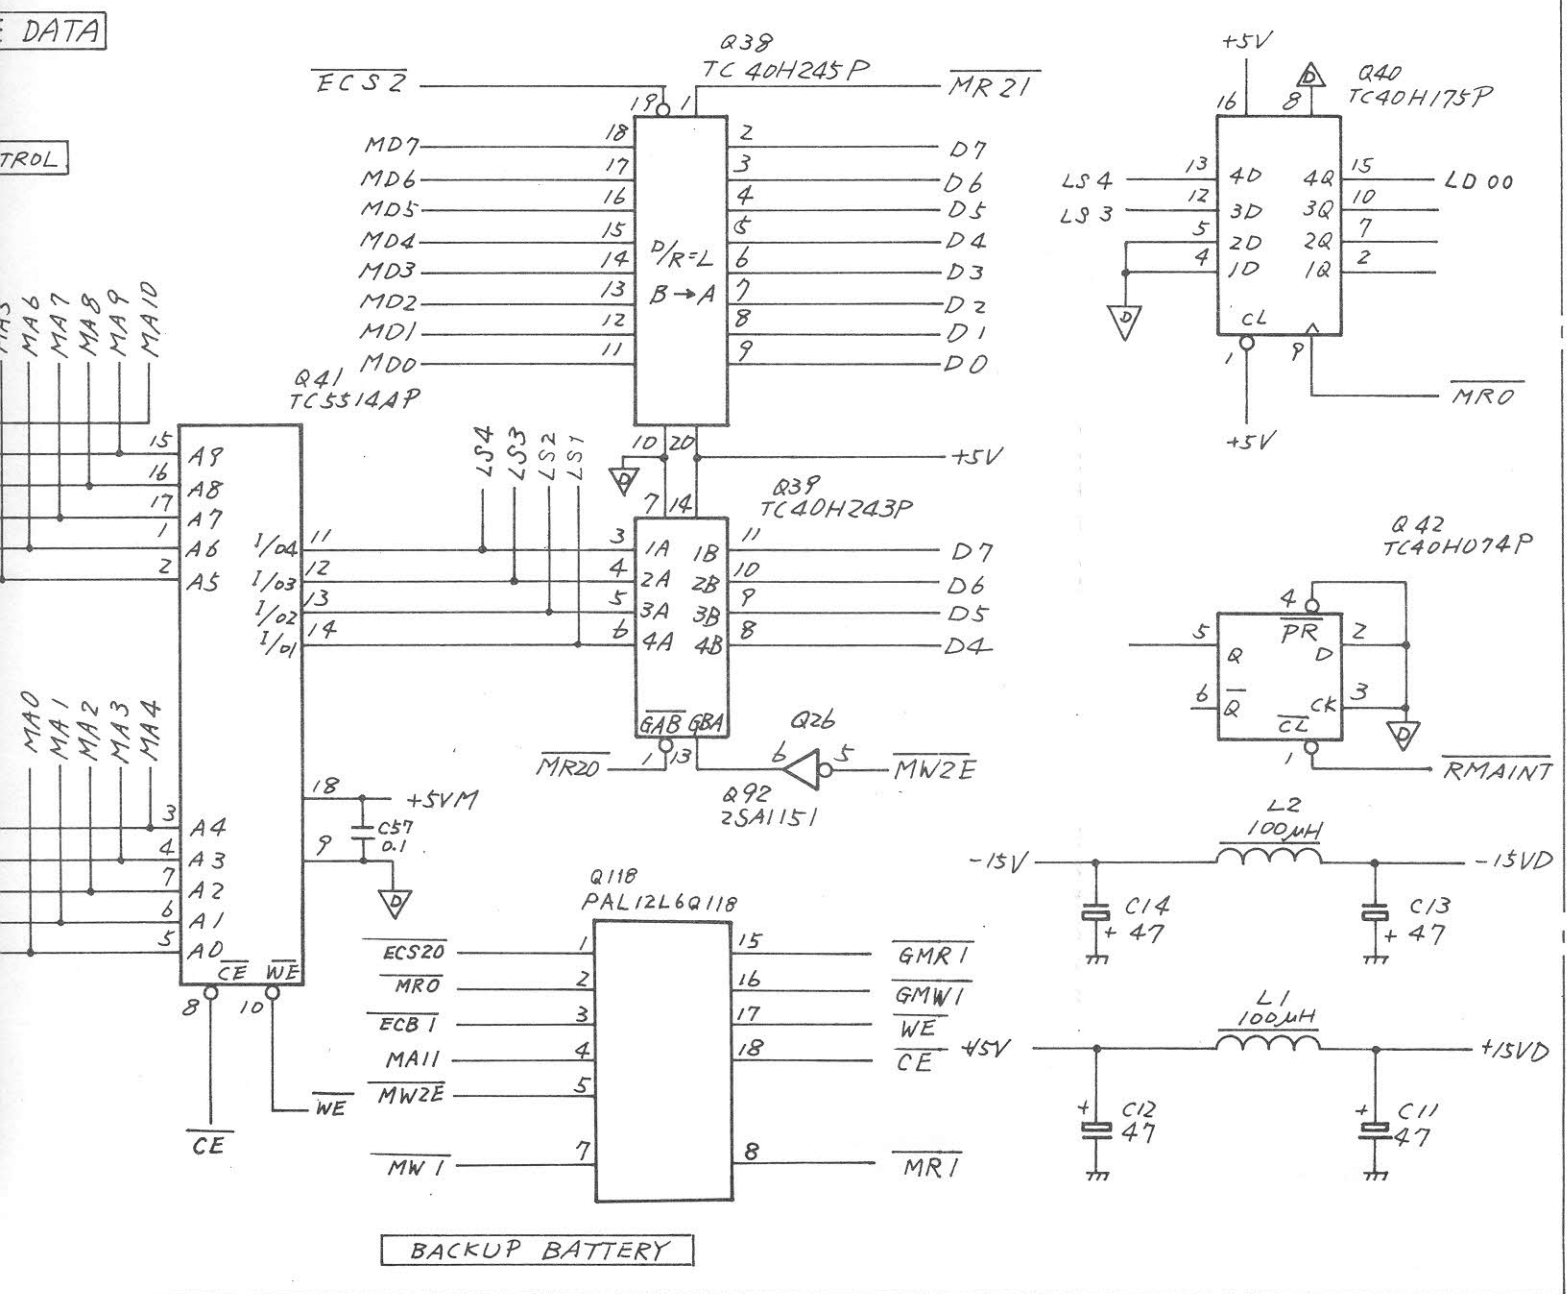 E DATA
TROL
Q38
TC40H245P
ECS2
19
1
MR21
MD7 18
MD6 17
MD5 16
MD4 15
MD3 14
MD2 13
MD1 12
MD0 11
D/R=L
B→A
2 D7
3 D6
4 D5
5 D4
6 D3
7 D2
8 D1
9 D0
10 20
+5V
D
+5V
Q40
TC40H175P
16
8
D
LS4 13 4D 4Q 15 LD00
LS3 12 3D 3Q 10
5 2D 2Q 7
4 1D 1Q 2
D
CL
1
9
MR0
+5V
MA5
MA6
MA7
MA8
MA9
MA10
Q41
TC5514AP
15 A9
16 A8
17 A7
1 A6
2 A5
I/O4 11
I/O3 12
I/O2 13
I/O1 14
LS4
LS3
LS2
LS1
Q39
TC40H243P
7 14
3 1A 1B 11 D7
4 2A 2B 10 D6
5 3A 3B 9 D5
6 4A 4B 8 D4
GAB GBA
MR20 1
13
6 5
Q26
MW2E
Q92
2SA1151
Q42
TC40H074P
4
PR
5 Q D 2
6 Q CK 3
CL
D
1
RMAINT
MA0
MA1
MA2
MA3
MA4
3 A4
4 A3
7 A2
6 A1
5 A0
18 +5VM
C57
0.1
9
D
CE WE
8 10
WE
CE
Q118
PAL12L6Q118
ECS20 1
MR0 2
ECB1 3
MA11 4
MW2E 5
MW1 7
15 GMR1
16 GMW1
17 WE
18 CE
8 MR1
L2
100μH
-15V
-15VD
C14
+ 47
C13
+ 47
L1
100μH
+15V
+15VD
+ C12
47
+ C11
47
BACKUP BATTERY